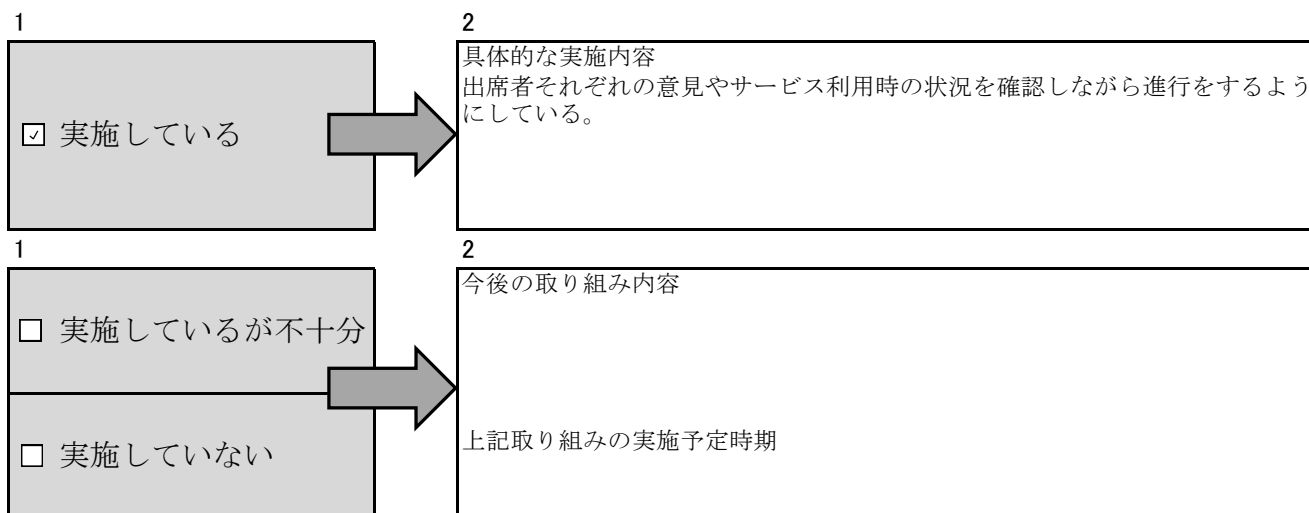 1
2
☑ 実施している
具体的な実施内容
出席者それぞれの意見やサービス利用時の状況を確認しながら進行をするよう
にしている。
1
2
☐ 実施しているが不十分
☐ 実施していない
今後の取り組み内容
上記取り組みの実施予定時期